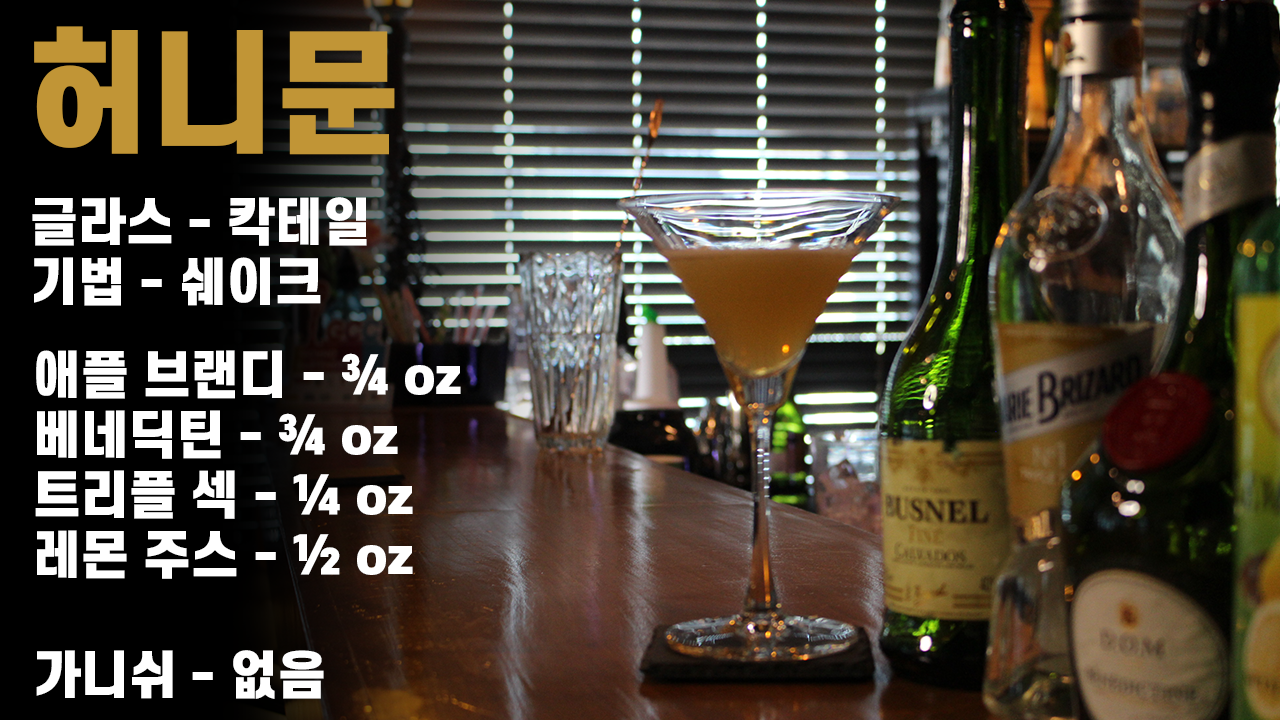 허니문
글라스 - 칵테일
기법 - 쉐이크
애플 브랜디 - ¾ oz
베네딕틴 - ¾ oz
트리플 섹 - ¼ oz
레몬 주스 - ½ oz
가니쉬 - 없음
BUSNEL
FINE
CALVADOS
RIE BRIZARD
DOM